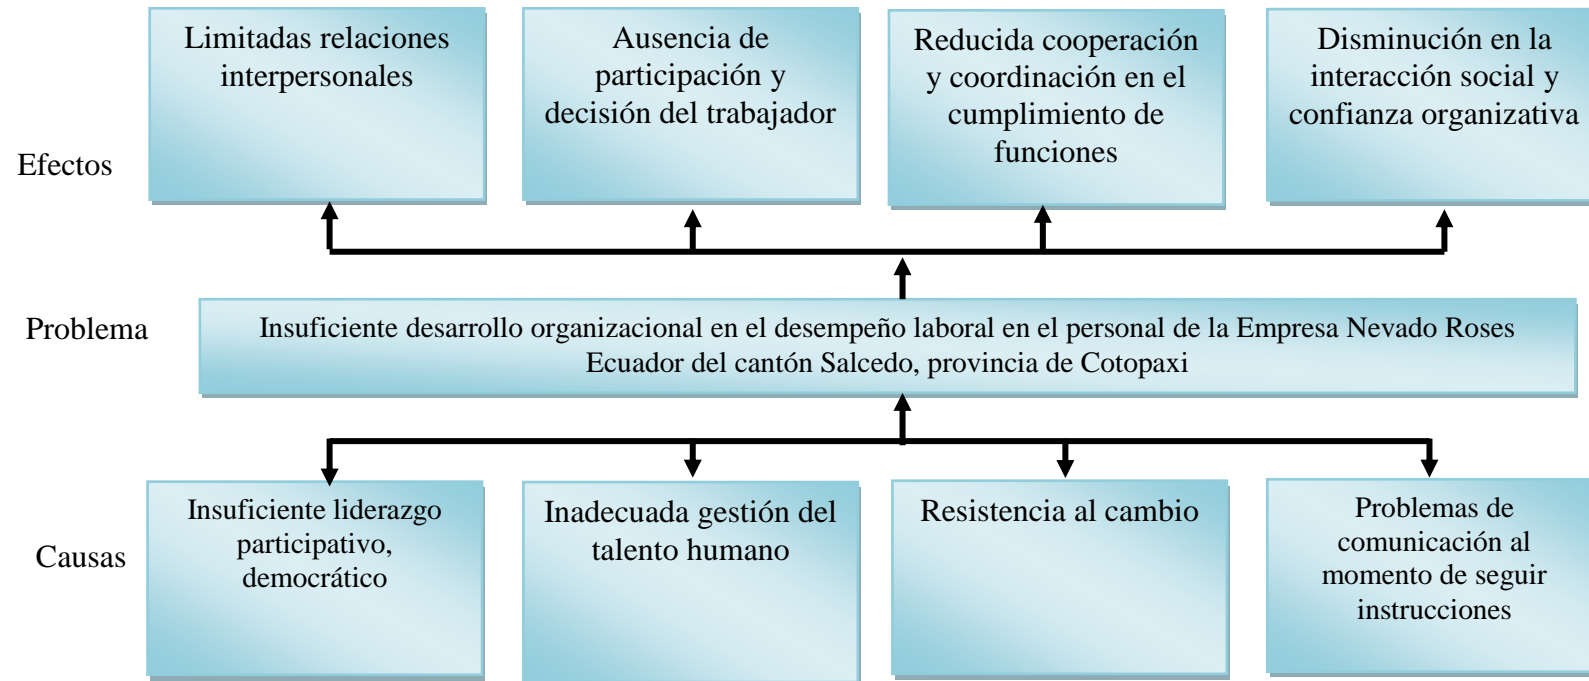 Limitadas relaciones
interpersonales
Ausencia de
participación y
decisión del trabajador
Reducida cooperación
y coordinación en el
cumplimiento de
funciones
Disminución en la
interacción social y
confianza organizativa
Efectos
Problema
Insuficiente desarrollo organizacional en el desempeño laboral en el personal de la Empresa Nevado Roses
Ecuador del cantón Salcedo, provincia de Cotopaxi
Causas
Insuficiente liderazgo
participativo,
democrático
Inadecuada gestión del
talento humano
Resistencia al cambio
Problemas de
comunicación al
momento de seguir
instrucciones